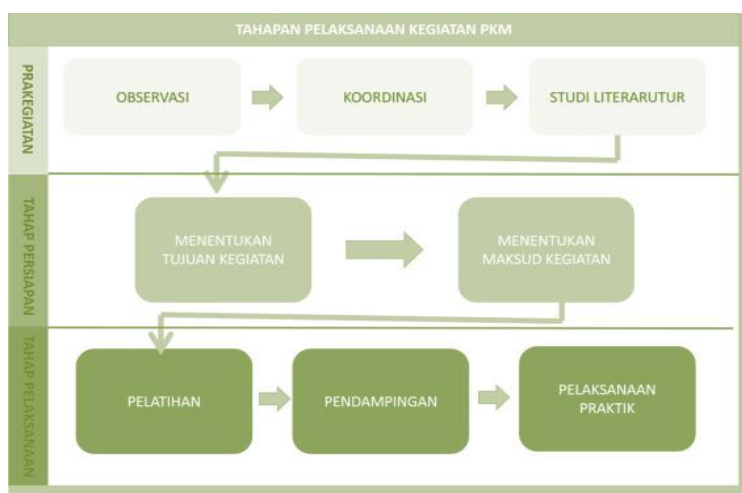 TAHAPAN PELAKSANAAN KEGIATAN PKM
PRAKEGIATAN
OBSERVASI
KOORDINASI
STUDI LITERARUTUR
TAHAP PERSIAPAN
MENENTUKAN
TUJUAN KEGIATAN
MENENTUKAN
MAKSUD KEGIATAN
TAHAP PELAKSANAAN
PELATIHAN
PENDAMPINGAN
PELAKSANAAN
PRAKTIK